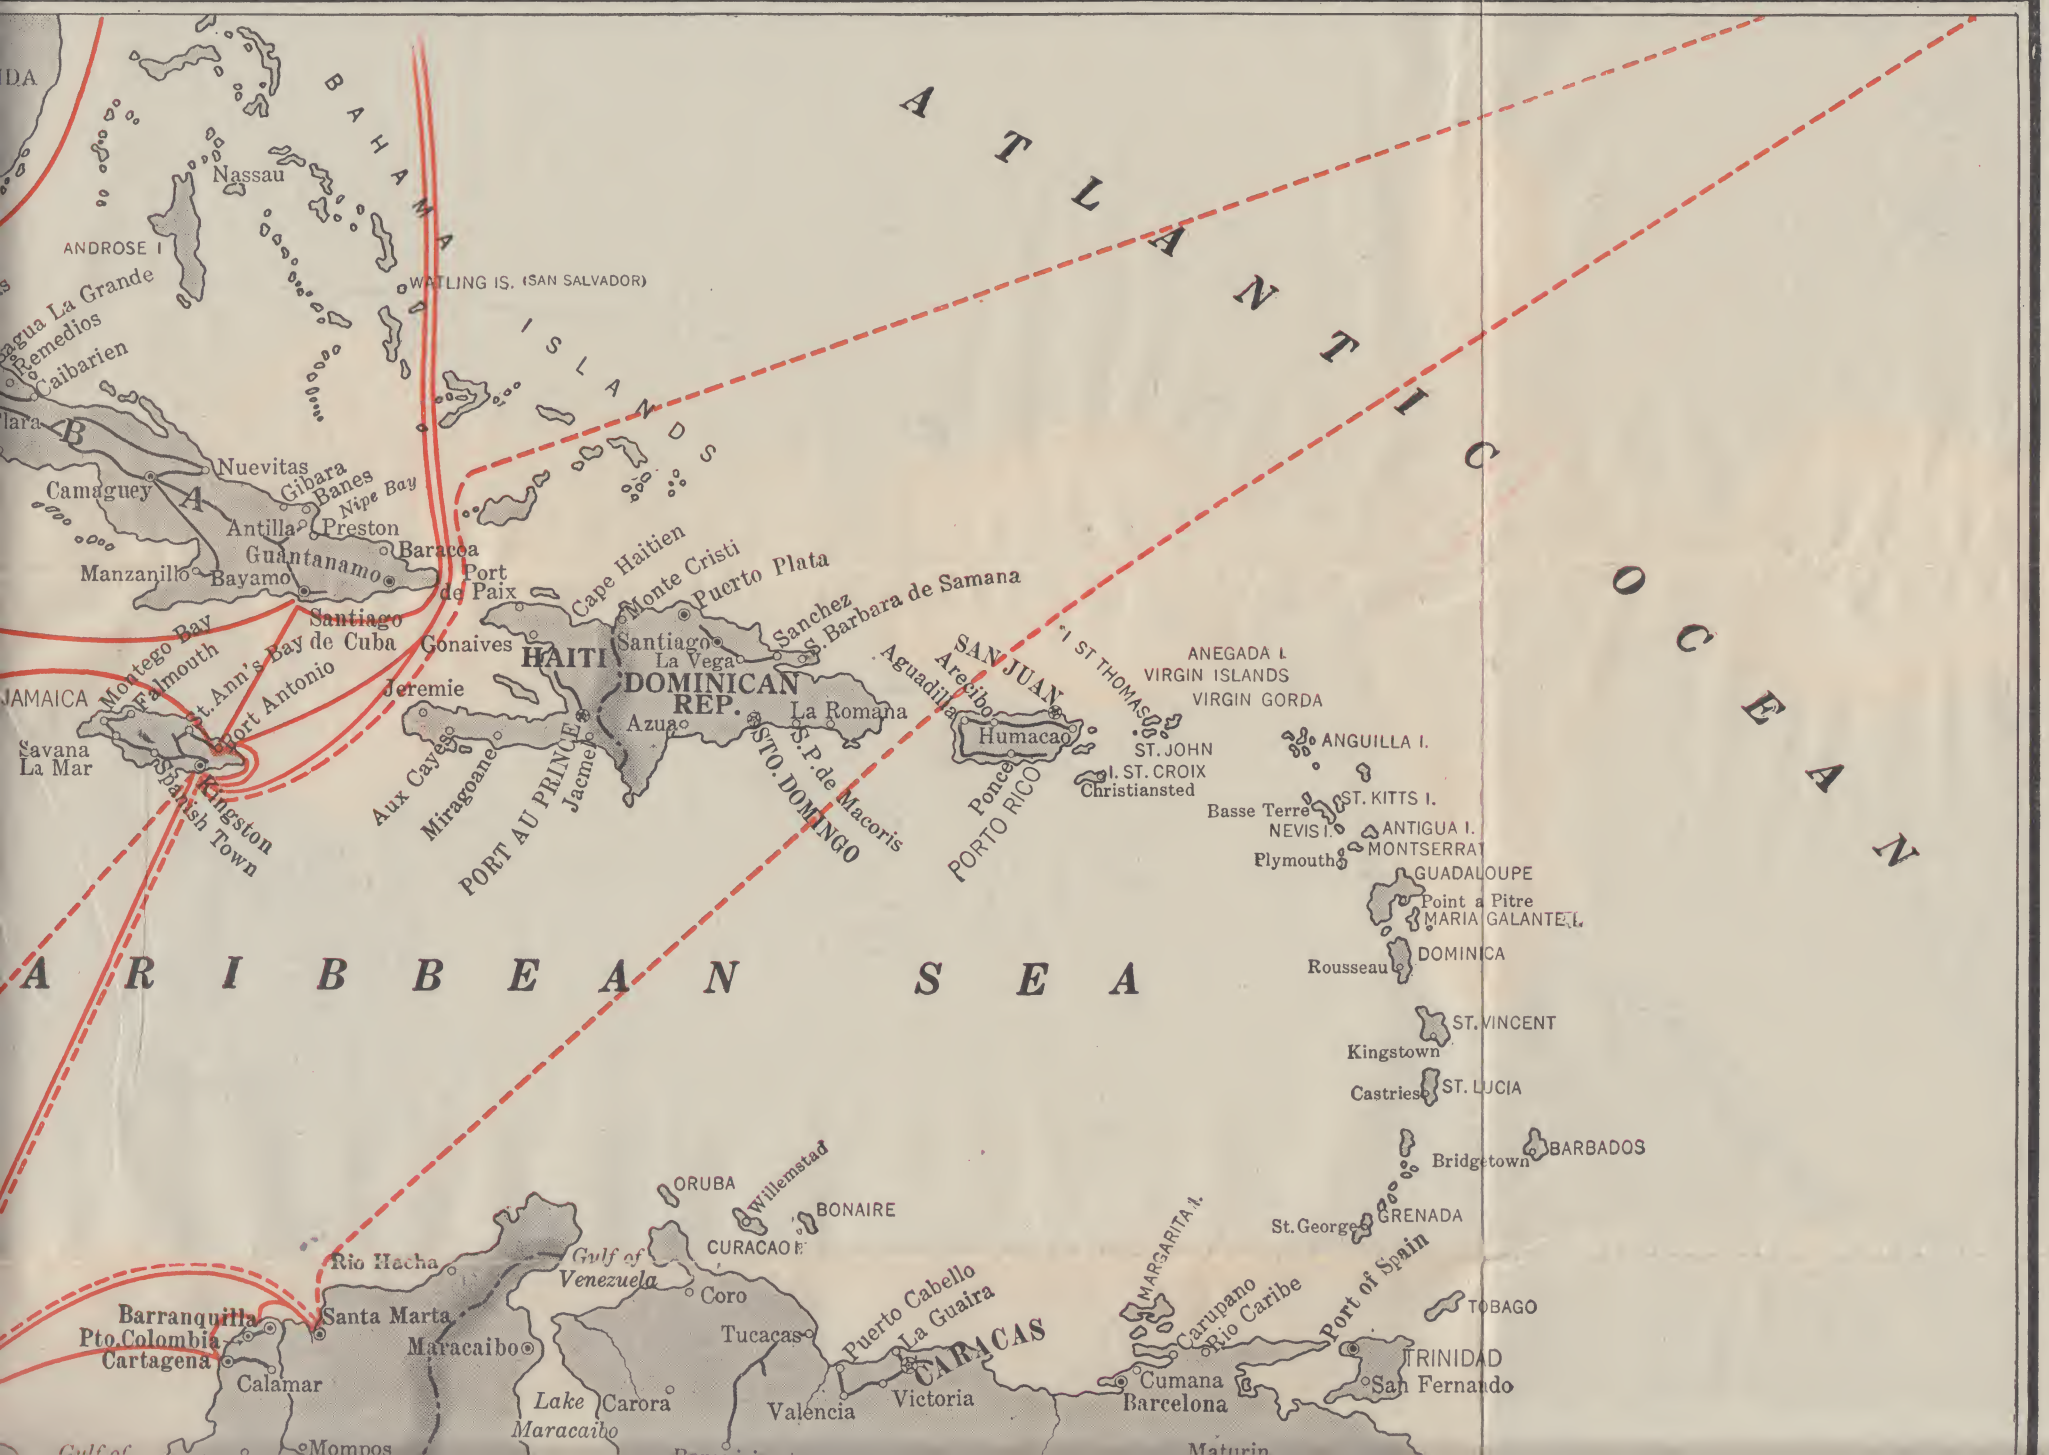 BAHAMA
ISLANDS
ATLANTIC
OCEAN
Nassau
ANDROSE I
WATLING IS. (SAN SALVADOR)
agua La Grande
Remedios
Caibarien
B
A
Nuevitas
Gibara
Banes
Nipe Bay
Camaguey
Antilla
Preston
Guantanamo
Baracoa
Manzanillo
Bayamo
Santiago
de Cuba
Port
de Paix
Cape Haitien
Monte Cristi
Puerto Plata
Sanchez
S. Barbara de Samana
Gonaives
HAITI
Santiago
La Vega
DOMINICAN
REP.
Jeremie
Azua
La Romana
Aux Cayes
Miragoane
PORT AU PRINCE
Jacmel
STO. DOMINGO
S.P. de Macoris
JAMAICA
Montego Bay
Falmouth
St. Ann's Bay
Port Antonio
Savana
La Mar
Spanish Town
Kingston
SAN JUAN
Arecibo
Aguadilla
Humacao
Ponce
PORTO RICO
I. ST THOMAS
ANEGADA I.
VIRGIN ISLANDS
VIRGIN GORDA
ST. JOHN
I. ST. CROIX
Christiansted
ANGUILLA I.
ST. KITTS I.
Basse Terre
NEVIS I.
ANTIGUA I.
MONTSERRAT
Plymouth
GUADALOUPE
Point a Pitre
MARIA GALANTE I.
DOMINICA
Rousseau
ARIBBEAN SEA
ST. VINCENT
Kingstown
Castries
ST. LUCIA
Bridgetown
BARBADOS
St. George
GRENADA
TOBAGO
Port of Spain
TRINIDAD
San Fernando
ORUBA
Willemstad
CURACAO I.
BONAIRE
MARGARITA I.
Rio Hacha
Gulf of
Venezuela
Coro
Puerto Cabello
La Guaira
CARACAS
Carupano
Rio Caribe
Barranquilla
Pto. Colombia
Cartagena
Santa Marta
Calamar
Maracaibo
Tucacas
Lake
Maracaibo
Carora
Valencia
Victoria
Cumana
Barcelona
Mompos
Gulf of
Maturin